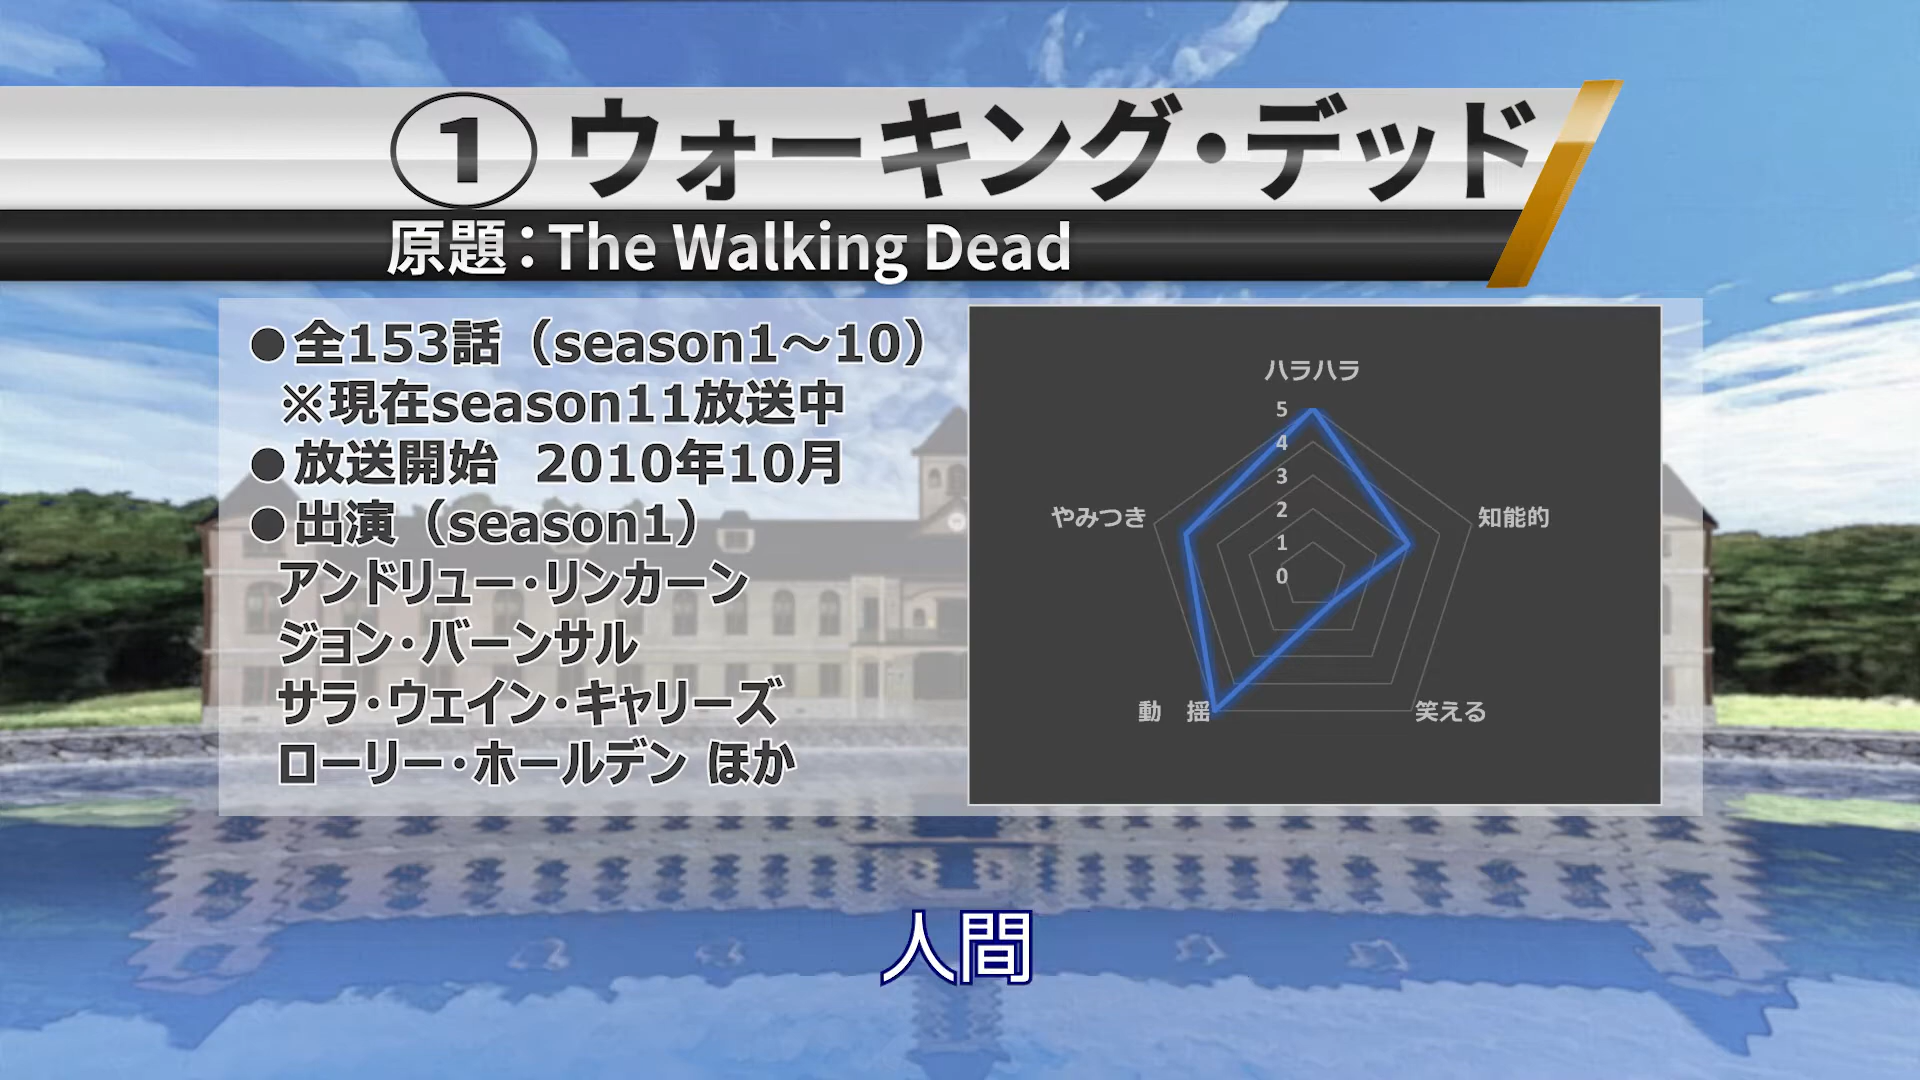 ① ウォーキング・デッド
原題：The Walking Dead
●全153話（season1～10）
※現在season11放送中
●放送開始 2010年10月
●出演（season1）
アンドリュー・リンカーン
ジョン・バーンサル
サラ・ウェイン・キャリーズ
ローリー・ホールデン ほか
ハラハラ
5
4
3
2
1
0
やみつき
知能的
動　揺
笑える
人間